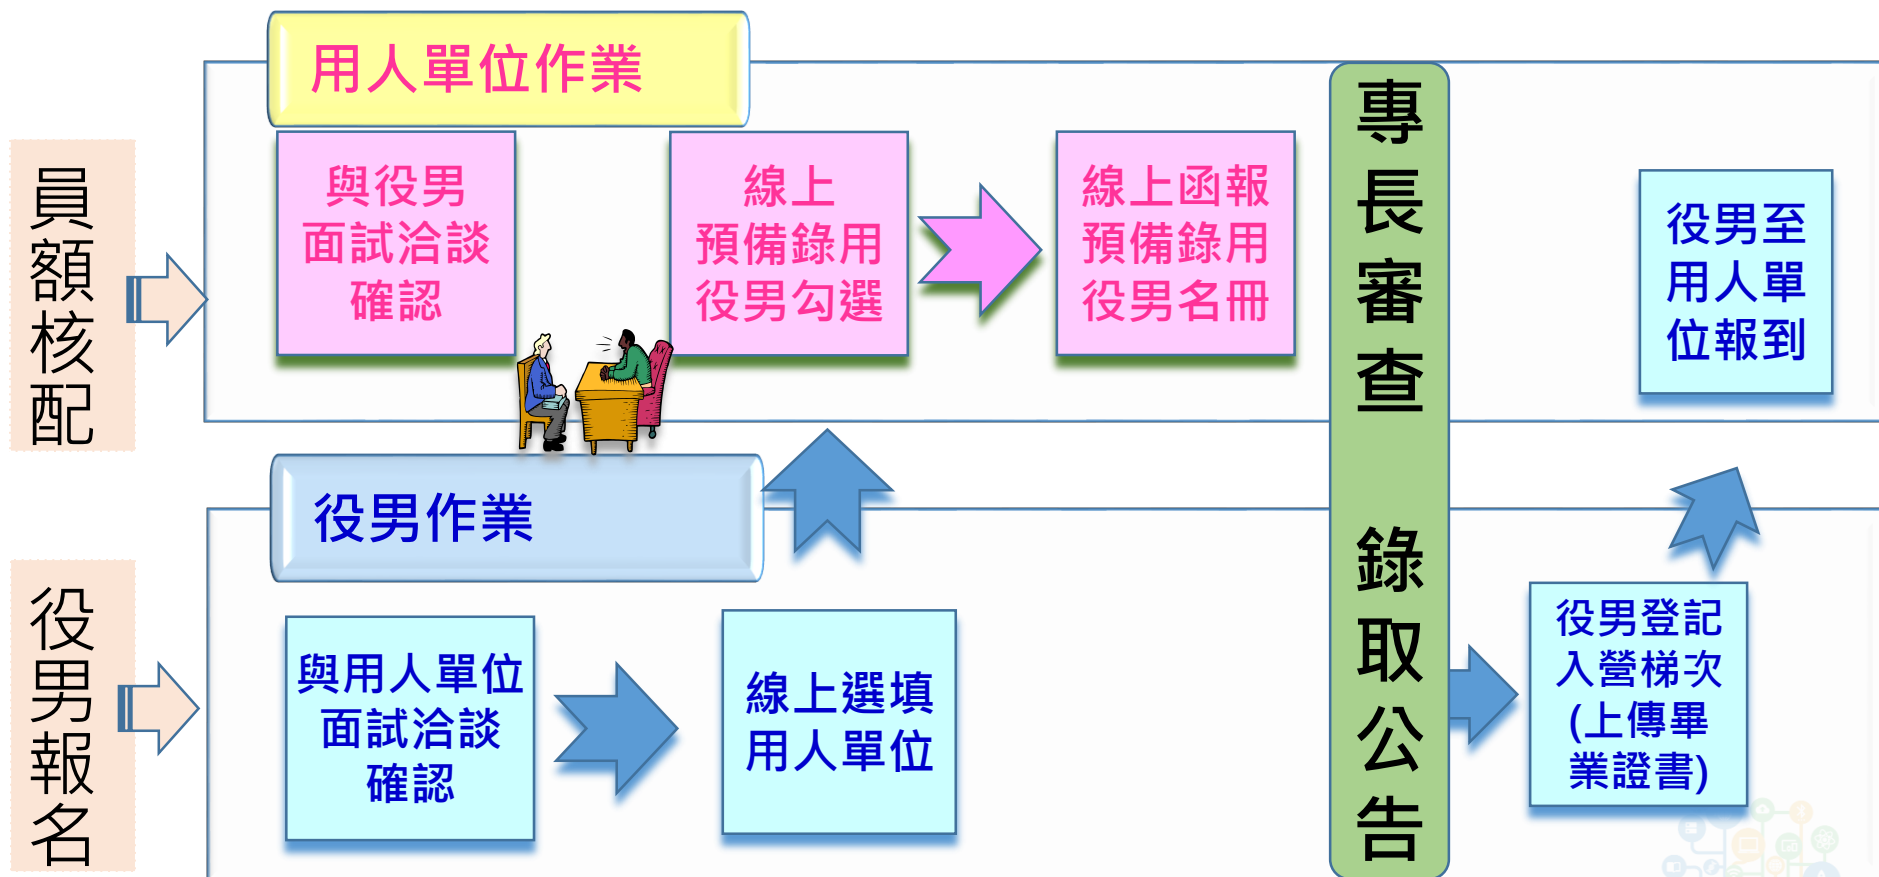 員額核配
用人單位作業
與役男
面試洽談
確認
線上
預備錄用
役男勾選
線上函報
預備錄用
役男名冊
專長審查
錄取公告
役男至
用人單
位報到
役男報名
役男作業
與用人單位
面試洽談
確認
線上選填
用人單位
役男登記
入營梯次
(上傳畢
業證書)